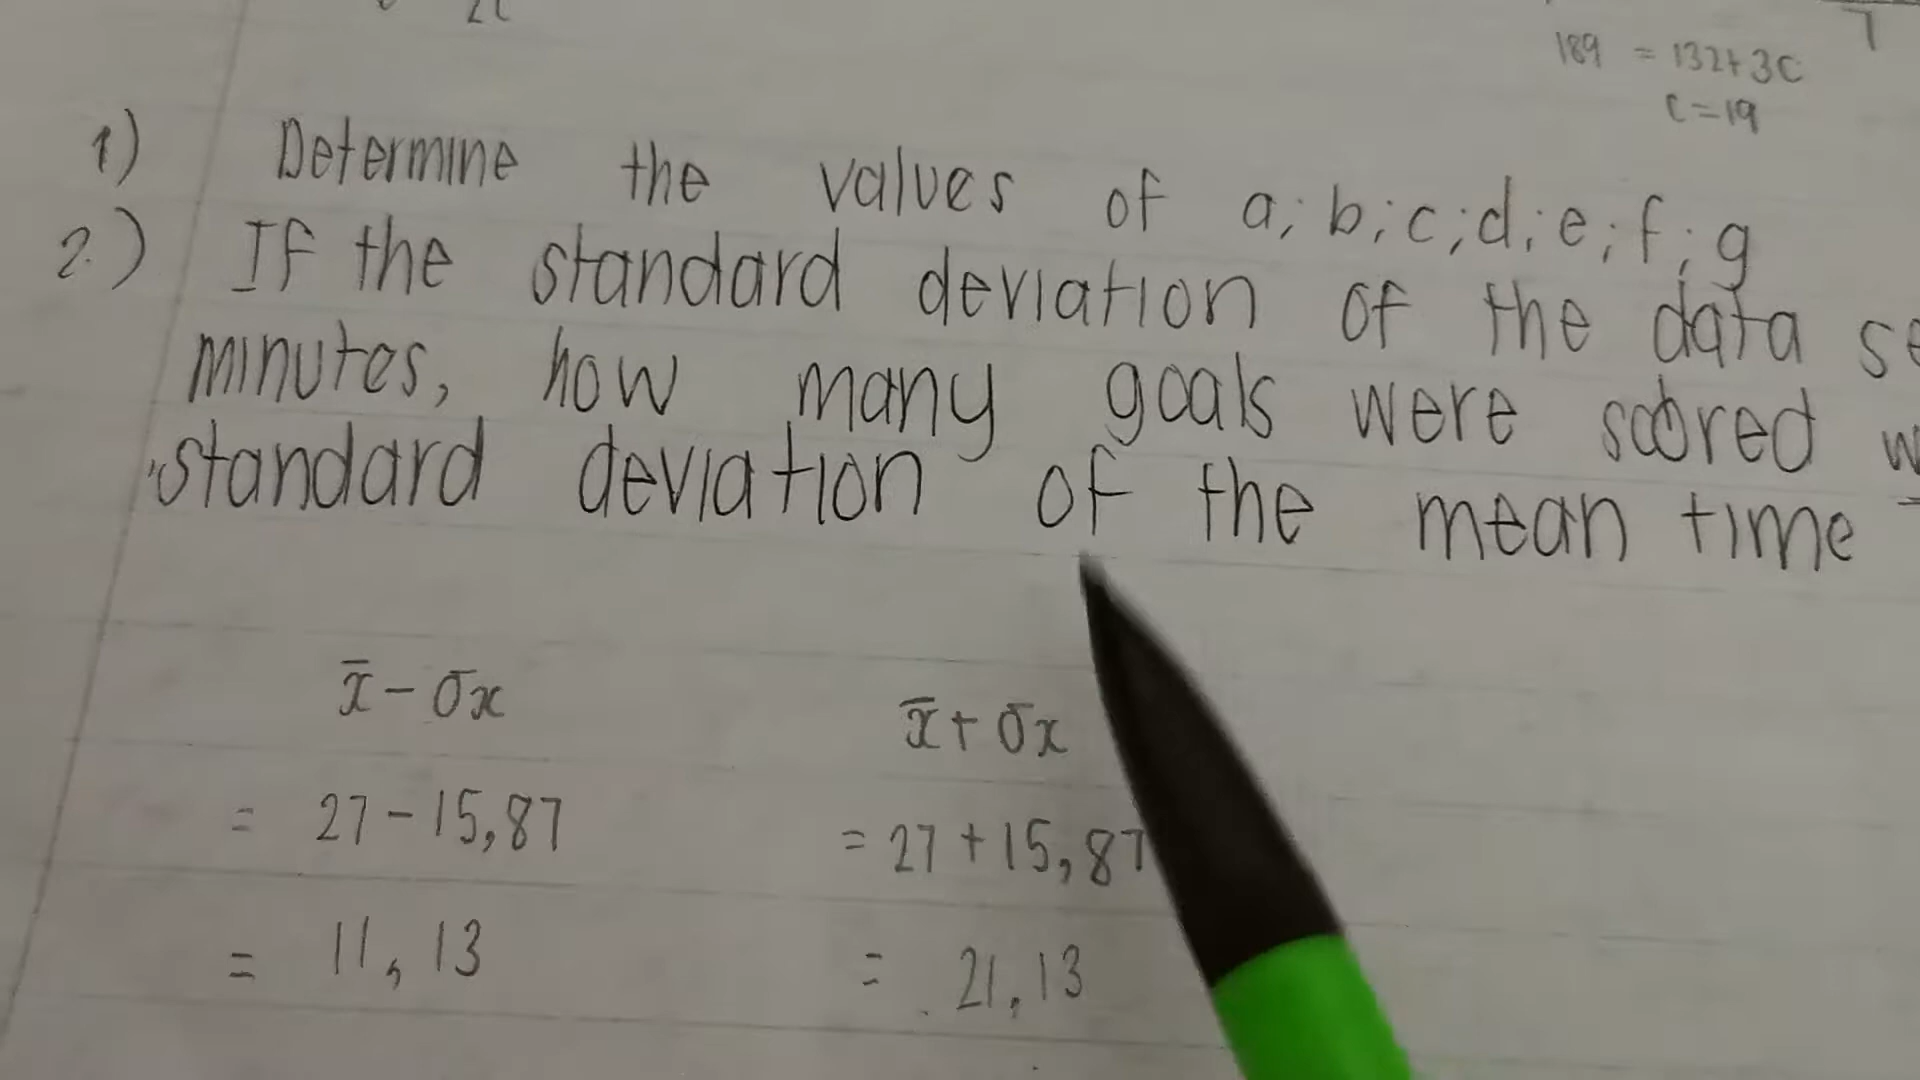 189 = 132+3C
C=19
1) Determine the values of a; b; c; d; e; f; g
2.) If the standard deviation of the data
minutes, how many goals were scored
standard deviation of the mean time
x̄ - σx
x̄ + σx
= 27 - 15,87
= 27 + 15,87
= 11,13
= 21,13